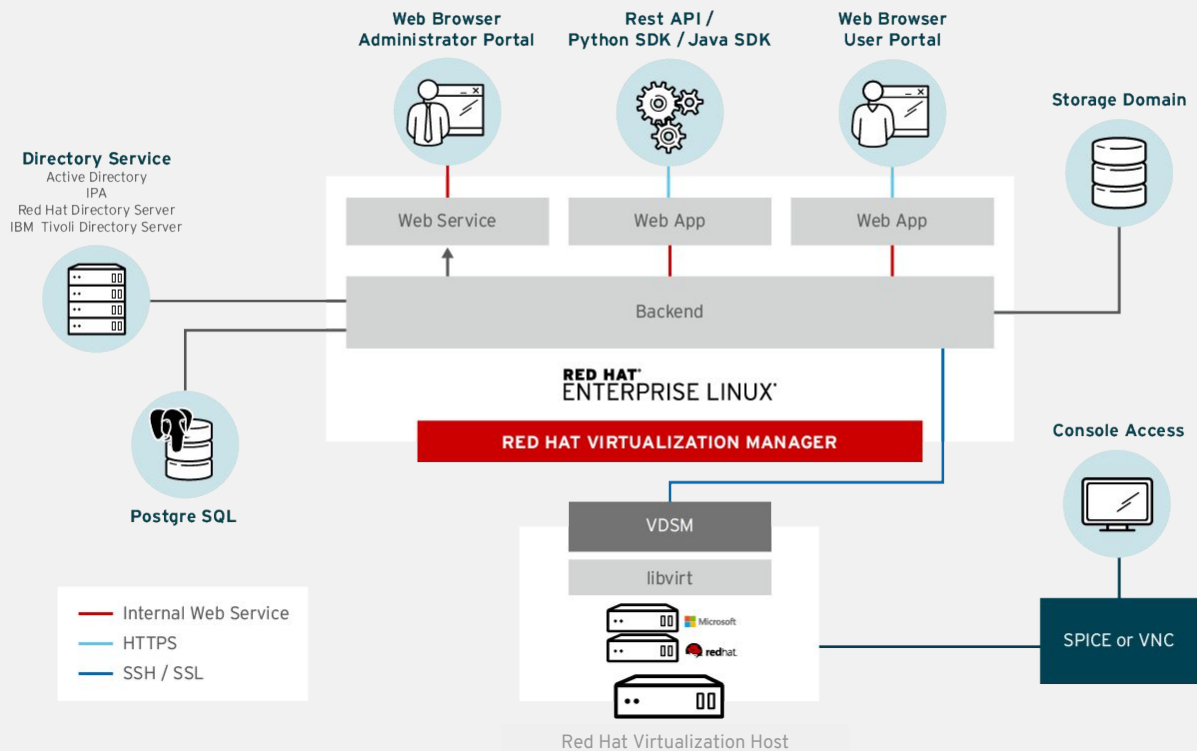 Web Browser
Administrator Portal
Rest API /
Python SDK / Java SDK
Web Browser
User Portal
Storage Domain
Directory Service
Active Directory
IPA
Red Hat Directory Server
IBM Tivoli Directory Server
Web Service
Web App
Web App
Backend
RED HAT®
ENTERPRISE LINUX®
RED HAT VIRTUALIZATION MANAGER
Console Access
Postgre SQL
VDSM
libvirt
Microsoft
redhat.
Internal Web Service
HTTPS
SSH / SSL
SPICE or VNC
Red Hat Virtualization Host